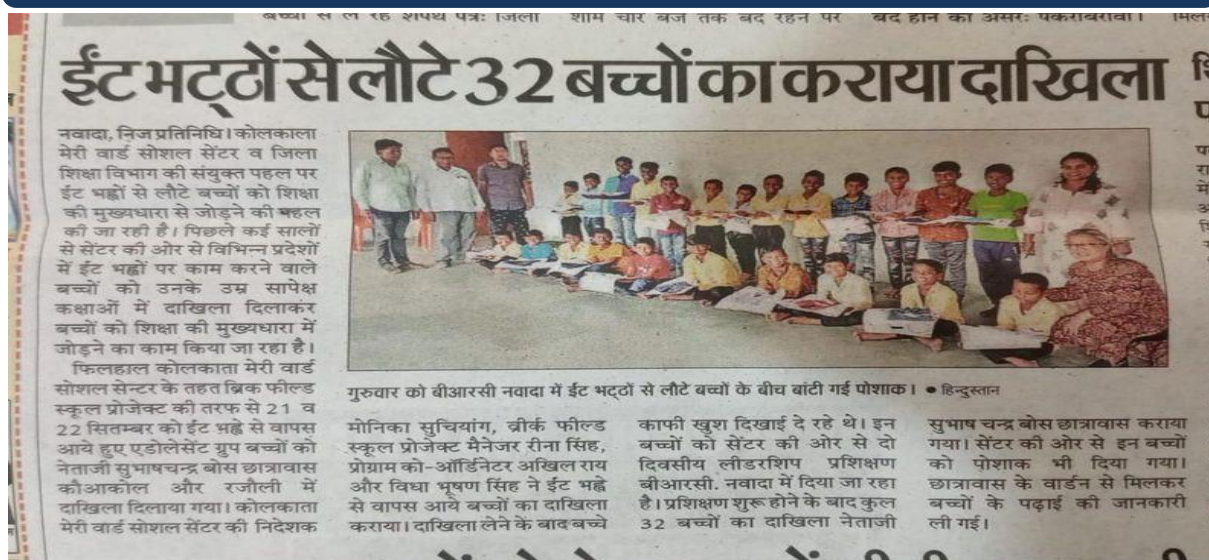 ईंट भट्ठों से लौटे 32 बच्चों का कराया दाखिला
नवादा, निज प्रतिनिधि। कोलकाला
मेरी वार्ड सोशल सेंटर व जिला
शिक्षा विभाग की संयुक्त पहल पर
ईंट भट्ठों से लौटे बच्चों को शिक्षा
की मुख्यधारा से जोड़ने की पहल
की जा रही है। पिछले कई सालों
से सेंटर की ओर से विभिन्न प्रदेशों
में ईंट भट्ठों पर काम करने वाले
बच्चों को उनके उम्र सापेक्ष
कक्षाओं में दाखिला दिलाकर
बच्चों को शिक्षा की मुख्यधारा में
जोड़ने का काम किया जा रहा है।
फिलहाल कोलकाता मेरी वार्ड
सोशल सेन्टर के तहत ब्रिक फील्ड
स्कूल प्रोजेक्ट की तरफ से 21 व
22 सितम्बर को ईंट भट्ठे से वापस
आये हुए एडोलेसेंट ग्रुप बच्चों को
नेताजी सुभाषचन्द्र बोस छात्रावास
कौआकोल और रजौली में
दाखिला दिलाया गया। कोलकाता
मेरी वार्ड सोशल सेंटर की निदेशक
गुरुवार को बीआरसी नवादा में ईंट भट्ठों से लौटे बच्चों के बीच बांटी गई पोशाक। ● हिन्दुस्तान
मोनिका सुचियांग, ब्रीर्क फील्ड
स्कूल प्रोजेक्ट मैनेजर रीना सिंह,
प्रोग्राम को-ऑर्डिनेटर अखिल राय
और विधा भूषण सिंह ने ईंट भट्ठे
से वापस आये बच्चों का दाखिला
कराया। दाखिला लेने के बाद बच्चे
काफी खुश दिखाई दे रहे थे। इन
बच्चों को सेंटर की ओर से दो
दिवसीय लीडरशिप प्रशिक्षण
बीआरसी. नवादा में दिया जा रहा
है। प्रशिक्षण शुरू होने के बाद कुल
32 बच्चों का दाखिला नेताजी
सुभाष चन्द्र बोस छात्रावास कराया
गया। सेंटर की ओर से इन बच्चों
को पोशाक भी दिया गया।
छात्रावास के वार्डन से मिलकर
बच्चों के पढ़ाई की जानकारी
ली गई।